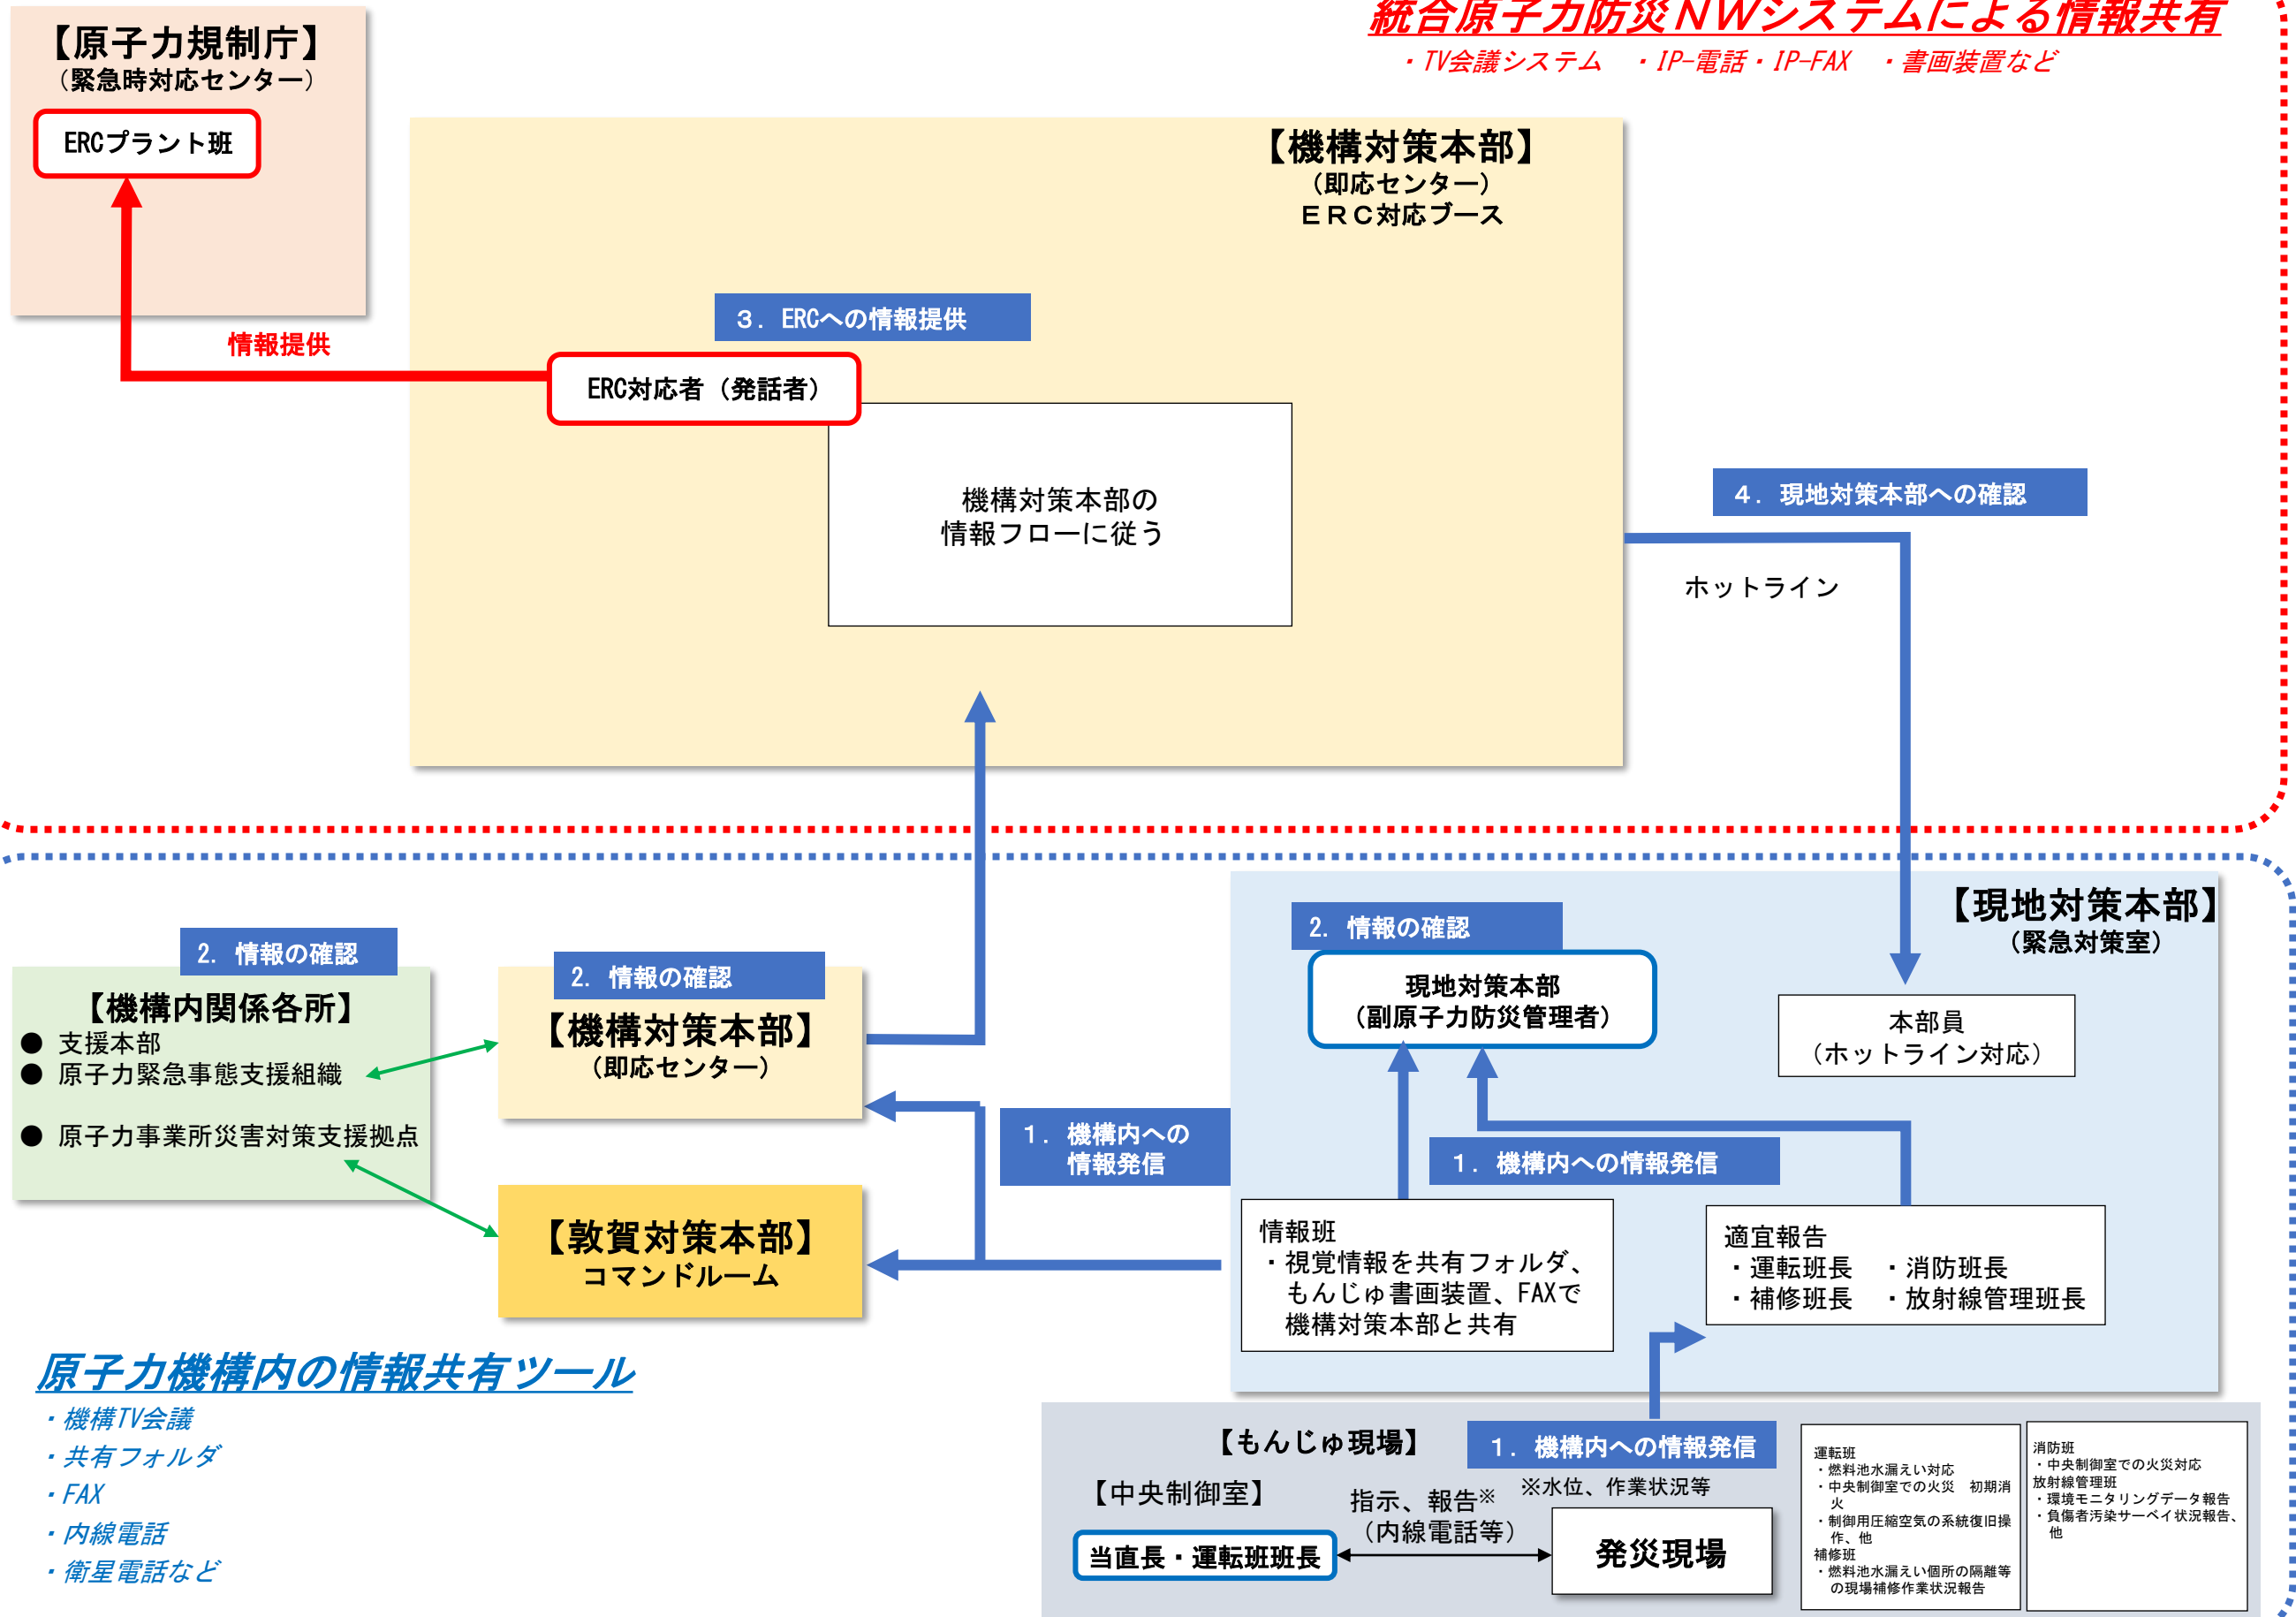 統合原子力防災ＮＷシステムによる情報共有
・TV会議システム　・IP-電話・IP-FAX　・書画装置など
【原子力規制庁】
（緊急時対応センター）
ERCプラント班
情報提供
【機構対策本部】
（即応センター）
ＥＲＣ対応ブース
３．ERCへの情報提供
ERC対応者（発話者）
機構対策本部の
情報フローに従う
４．現地対策本部への確認
ホットライン
2. 情報の確認
【機構内関係各所】
● 支援本部
● 原子力緊急事態支援組織
● 原子力事業所災害対策支援拠点
2. 情報の確認
【機構対策本部】
（即応センター）
【敦賀対策本部】
コマンドルーム
１．機構内への
情報発信
【現地対策本部】
（緊急対策室）
2. 情報の確認
現地対策本部
（副原子力防災管理者）
本部員
（ホットライン対応）
１．機構内への情報発信
情報班
・視覚情報を共有フォルダ、
もんじゅ書画装置、FAXで
機構対策本部と共有
適宜報告
・運転班長　・消防班長
・補修班長　・放射線管理班長
原子力機構内の情報共有ツール
・機構TV会議
・共有フォルダ
・FAX
・内線電話
・衛星電話など
【もんじゅ現場】
１．機構内への情報発信
※水位、作業状況等
【中央制御室】
指示、報告※
（内線電話等）
当直長・運転班班長
発災現場
運転班
・燃料池水漏えい対応
・中央制御室での火災　初期消
火
・制御用圧縮空気の系統復旧操
作、他
補修班
・燃料池水漏えい個所の隔離等
の現場補修作業状況報告
消防班
・中央制御室での火災対応
放射線管理班
・環境モニタリングデータ報告
・負傷者汚染サーベイ状況報告、
他